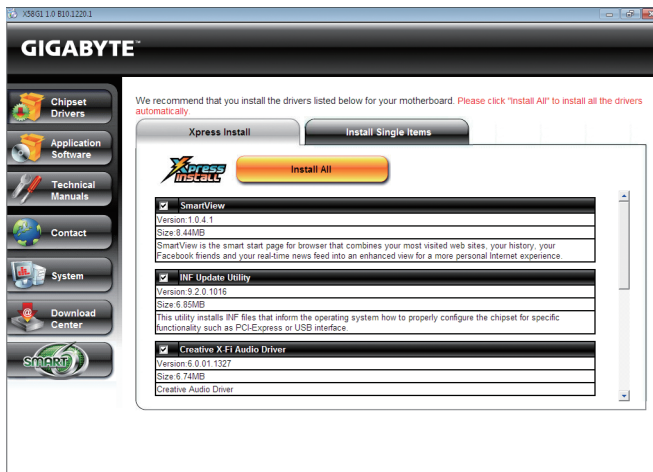 X58G1 1.0 B10.1220.1
GIGABYTE™
Chipset
Drivers
Application
Software
Technical
Manuals
Contact
System
Download
Center
SMART6
We recommend that you install the drivers listed below for your motherboard. Please click "Install All" to install all the drivers
automatically.
Xpress Install
Install Single Items
Xpress
INSTALL
Install All
SmartView
Version:1.0.4.1
Size:8.44MB
SmartView is the smart start page for browser that combines your most visited web sites, your history, your
Facebook friends and your real-time news feed into an enhanced view for a more personal Internet experience.
INF Update Utility
Version:9.2.0.1016
Size:6.85MB
This utility installs INF files that inform the operating system how to properly configure the chipset for specific
functionality such as PCI-Express or USB interface.
Creative X-Fi Audio Driver
Version:6.0.01.1327
Size:6.74MB
Creative Audio Driver